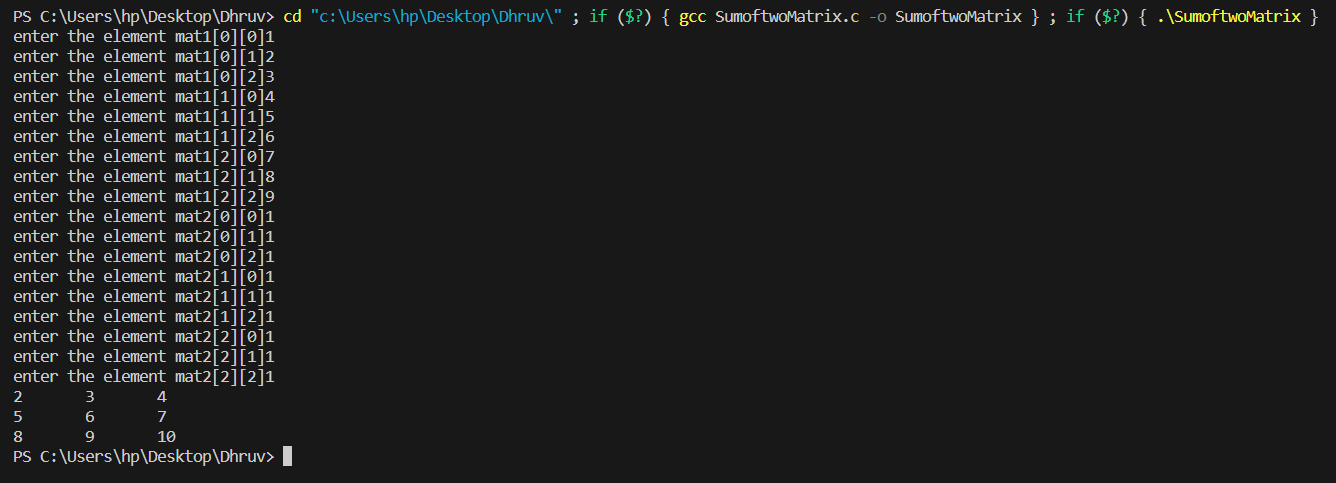 PS C:\Users\hp\Desktop\Dhruv> cd "c:\Users\hp\Desktop\Dhruv\" ; if ($?) { gcc SumoftwoMatrix.c -o SumoftwoMatrix } ; if ($?) { .\SumoftwoMatrix }
enter the element mat1[0][0]1
enter the element mat1[0][1]2
enter the element mat1[0][2]3
enter the element mat1[1][0]4
enter the element mat1[1][1]5
enter the element mat1[1][2]6
enter the element mat1[2][0]7
enter the element mat1[2][1]8
enter the element mat1[2][2]9
enter the element mat2[0][0]1
enter the element mat2[0][1]1
enter the element mat2[0][2]1
enter the element mat2[1][0]1
enter the element mat2[1][1]1
enter the element mat2[1][2]1
enter the element mat2[2][0]1
enter the element mat2[2][1]1
enter the element mat2[2][2]1
2       3       4
5       6       7
8       9       10
PS C:\Users\hp\Desktop\Dhruv>